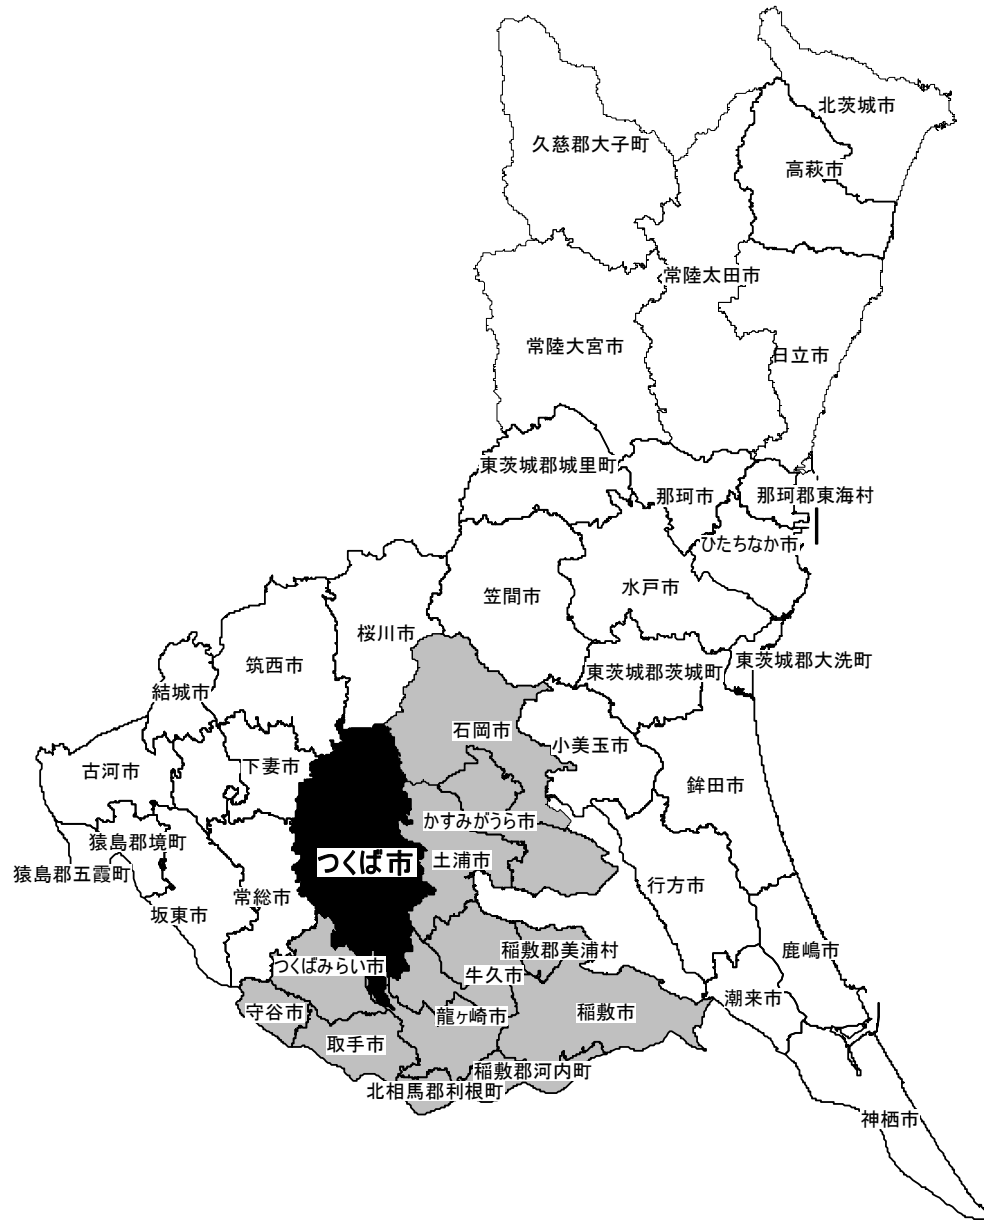 北茨城市
久慈郡大子町
高萩市
常陸太田市
常陸大宮市
日立市
東茨城郡城里町
那珂市
那珂郡東海村
ひたちなか市
水戸市
笠間市
桜川市
筑西市
東茨城郡茨城町
東茨城郡大洗町
結城市
石岡市
小美玉市
下妻市
古河市
鉾田市
かすみがうら市
猿島郡境町
つくば市
土浦市
猿島郡五霞町
行方市
常総市
坂東市
稲敷郡美浦村
鹿嶋市
つくばみらい市
牛久市
潮来市
守谷市
龍ヶ崎市
稲敷市
取手市
稲敷郡河内町
北相馬郡利根町
神栖市